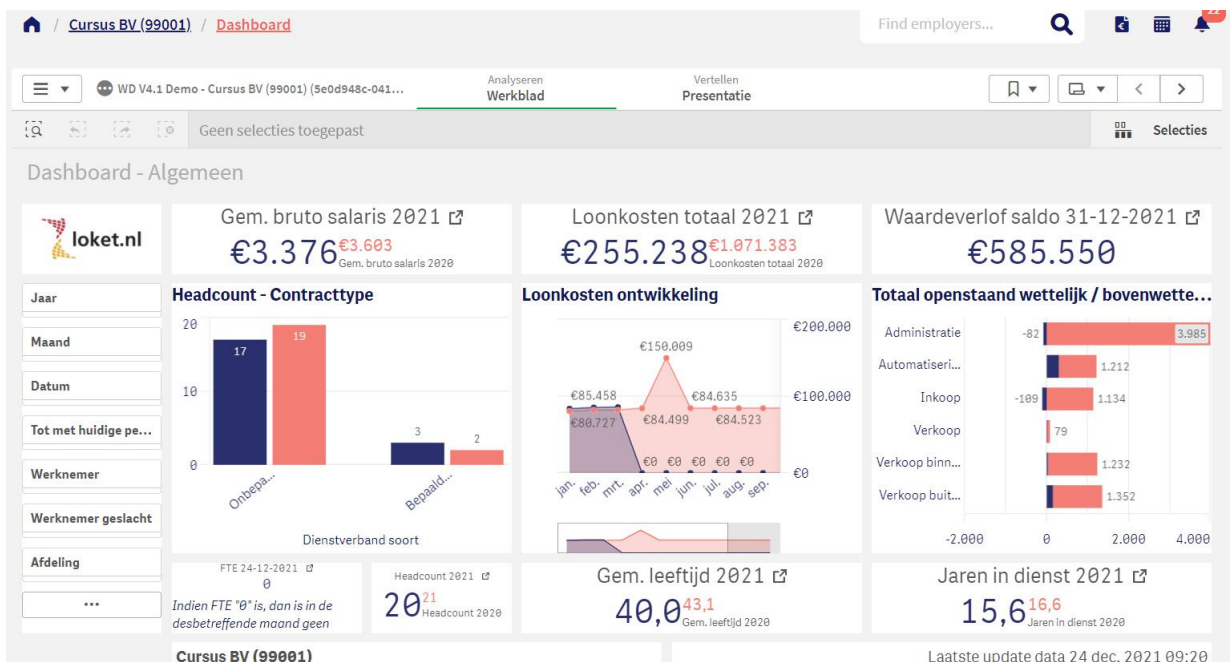 / Cursus BV (99001) / Dashboard
Find employers...
22
WD V4.1 Demo - Cursus BV (99001) (5e0d948c-041...
Analyseren
Werkblad
Vertellen
Presentatie
Geen selecties toegepast
Selecties
Dashboard - Algemeen
loket.nl
Jaar
Maand
Datum
Tot met huidige pe...
Werknemer
Werknemer geslacht
Afdeling
...
Gem. bruto salaris 2021
€3.376
€3.603
Gem. bruto salaris 2020
Loonkosten totaal 2021
€255.238
€1.071.383
Loonkosten totaal 2020
Waardeverlof saldo 31-12-2021
€585.550
Headcount - Contracttype
20
10
0
17
19
3
2
Onbepa...
Bepaald...
Dienstverband soort
Loonkosten ontwikkeling
€200.000
€100.000
€0
€150.009
€85.458
€84.635
€80.727
€84.499
€84.523
€0 €0 €0 €0 €0
jan. feb. mrt. apr. mei jun. jul. aug. sep.
Totaal openstaand wettelijk / bovenwette...
Administratie -82 3.985
Automatiseri... 1.212
Inkoop -109 1.134
Verkoop 79
Verkoop binn... 1.232
Verkoop buit... 1.352
-2.000 0 2.000 4.000
FTE 24-12-2021
0
Indien FTE "0" is, dan is in de
desbetreffende maand geen
Headcount 2021
20
21
Headcount 2020
Gem. leeftijd 2021
40,0
43,1
Gem. leeftijd 2020
Jaren in dienst 2021
15,6
16,6
Jaren in dienst 2020
Cursus BV (99001)
Laatste update data 24 dec. 2021 09:20